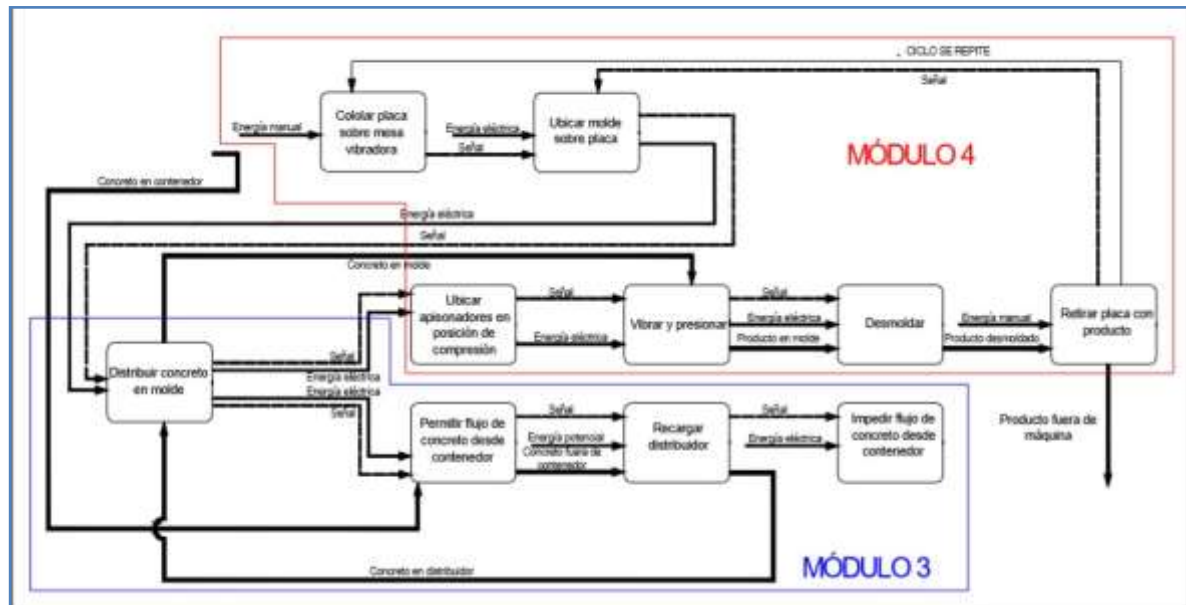 CICLO SE REPITE
Señal
Energía manual
Cololar placa
sobre mesa
vibradora
Energía eléctrica
Señal
Ubicar molde
sobre placa
MÓDULO 4
Concreto en contenedor
Energía eléctrica
Señal
Concreto en molde
Ubicar
apisonadores en
posición de
compresión
Señal
Energía eléctrica
Vibrar y presionar
Señal
Energía eléctrica
Producto en molde
Desmoldar
Energía manual
Producto desmoldado
Retirar placa con
producto
Distribuir concreto
en molde
Señal
Energía eléctrica
Energía eléctrica
Señal
Permitir flujo de
concreto desde
contenedor
Señal
Energía potencial
Concreto fuera de
contenedor
Recargar
distribuidor
Señal
Energía eléctrica
Impedir flujo de
concreto desde
contenedor
Producto fuera de
máquina
Concreto en distribuidor
MÓDULO 3